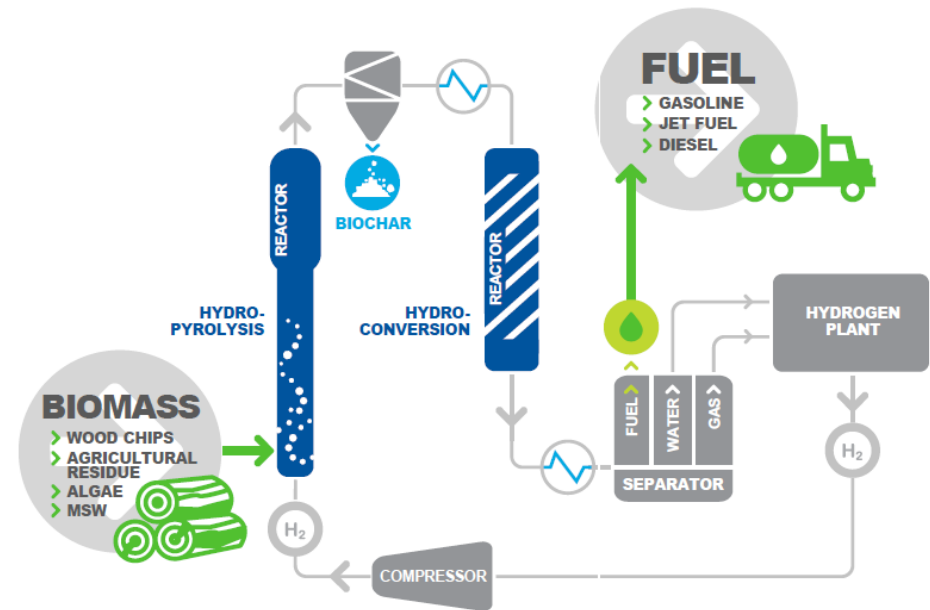 BIOMASS
WOOD CHIPS
AGRICULTURAL
RESIDUE
ALGAE
MSW
HYDRO-
PYROLYSIS
REACTOR
H₂
BIOCHAR
HYDRO-
CONVERSION
REACTOR
FUEL
GASOLINE
JET FUEL
DIESEL
FUEL
WATER
GAS
SEPARATOR
HYDROGEN
PLANT
H₂
COMPRESSOR